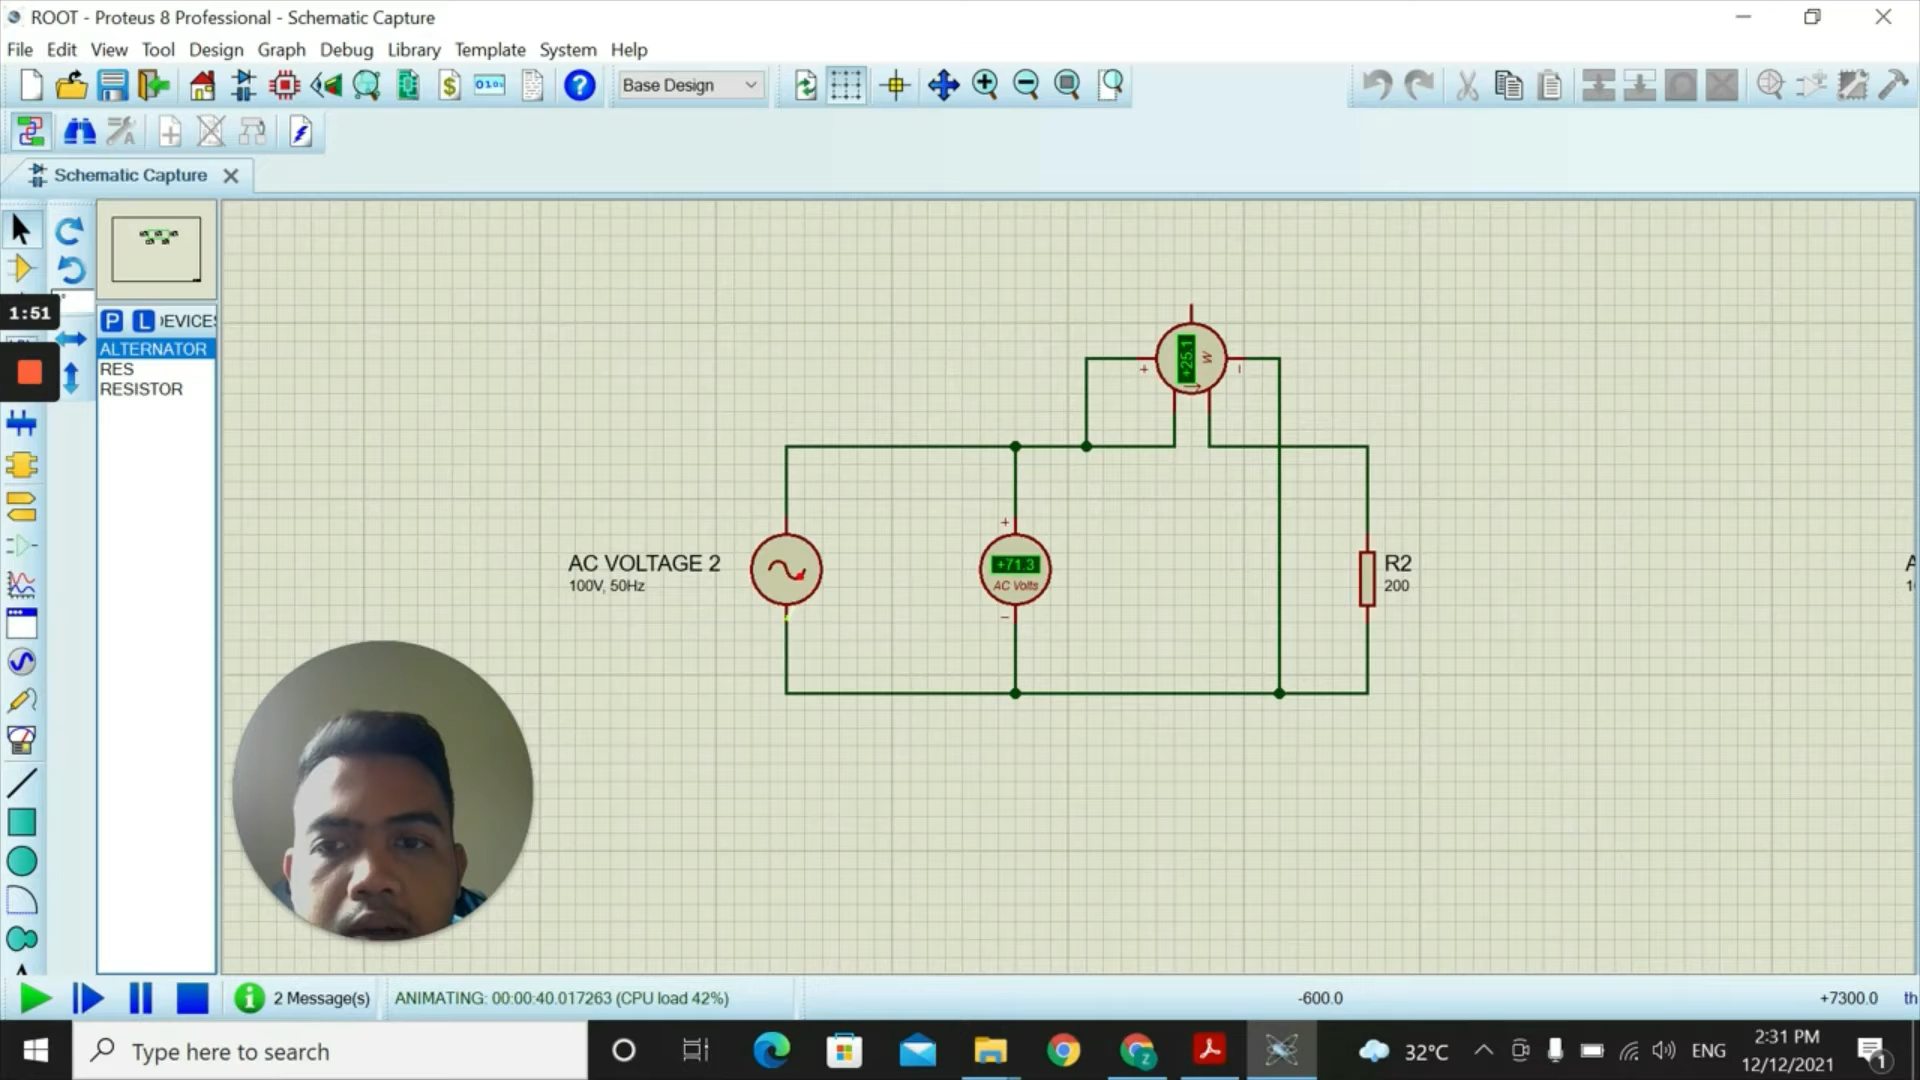 ROOT - Proteus 8 Professional - Schematic Capture
File Edit View Tool Design Graph Debug Library Template System Help
Base Design
Schematic Capture
1:51
P L DEVICES
ALTERNATOR
RES
RESISTOR
+25.1
W
+ -
AC VOLTAGE 2
100V, 50Hz
+
+71.3
AC Volts
-
R2
200
2 Message(s)
ANIMATING: 00:00:40.017263 (CPU load 42%)
-600.0
+7300.0
th
Type here to search
32°C
ENG
2:31 PM
12/12/2021
1